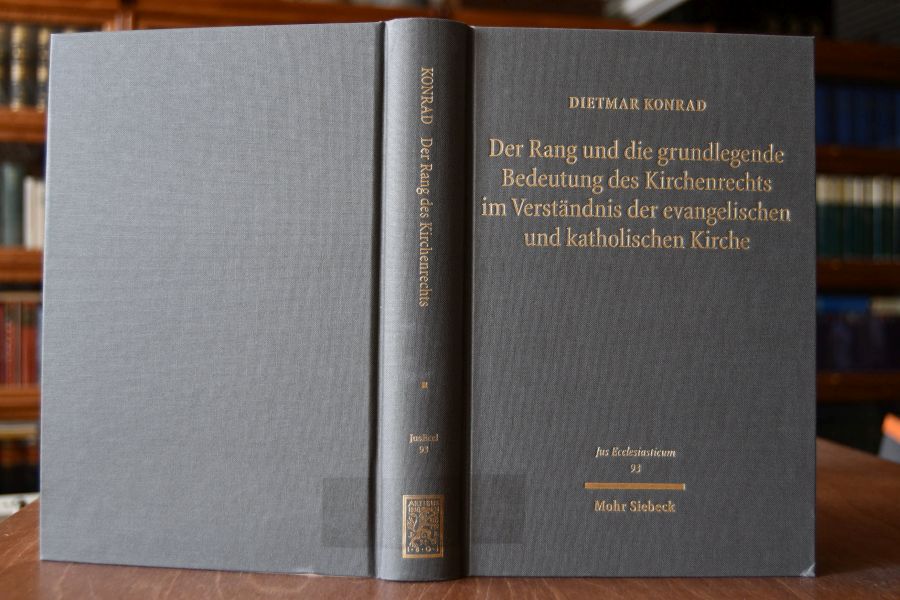 KONRAD Der Rang des Kirchenrechts
JusEccl
93
DIETMAR KONRAD
Der Rang und die grundlegende
Bedeutung des Kirchenrechts
im Verständnis der evangelischen
und katholischen Kirche
Jus Ecclesiasticum
93
Mohr Siebeck